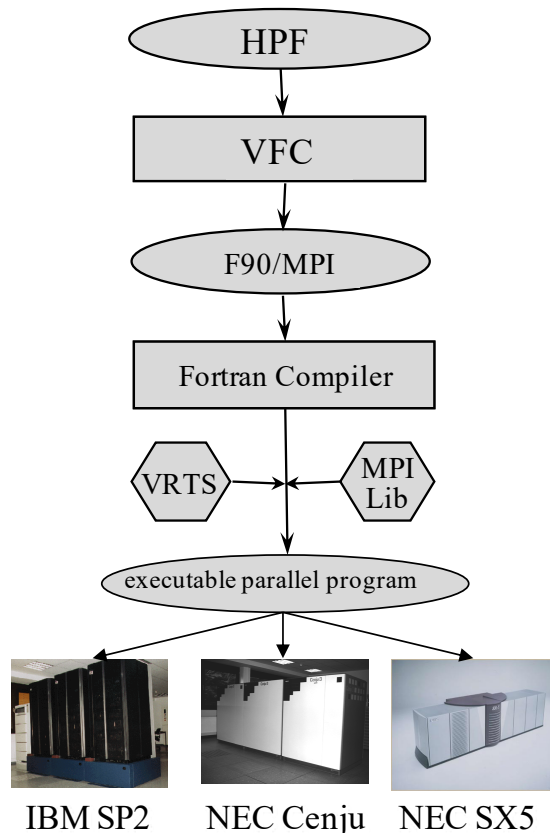 HPF
VFC
F90/MPI
Fortran Compiler
VRTS
MPI
Lib
executable parallel program
IBM SP2
NEC Cenju
NEC SX5